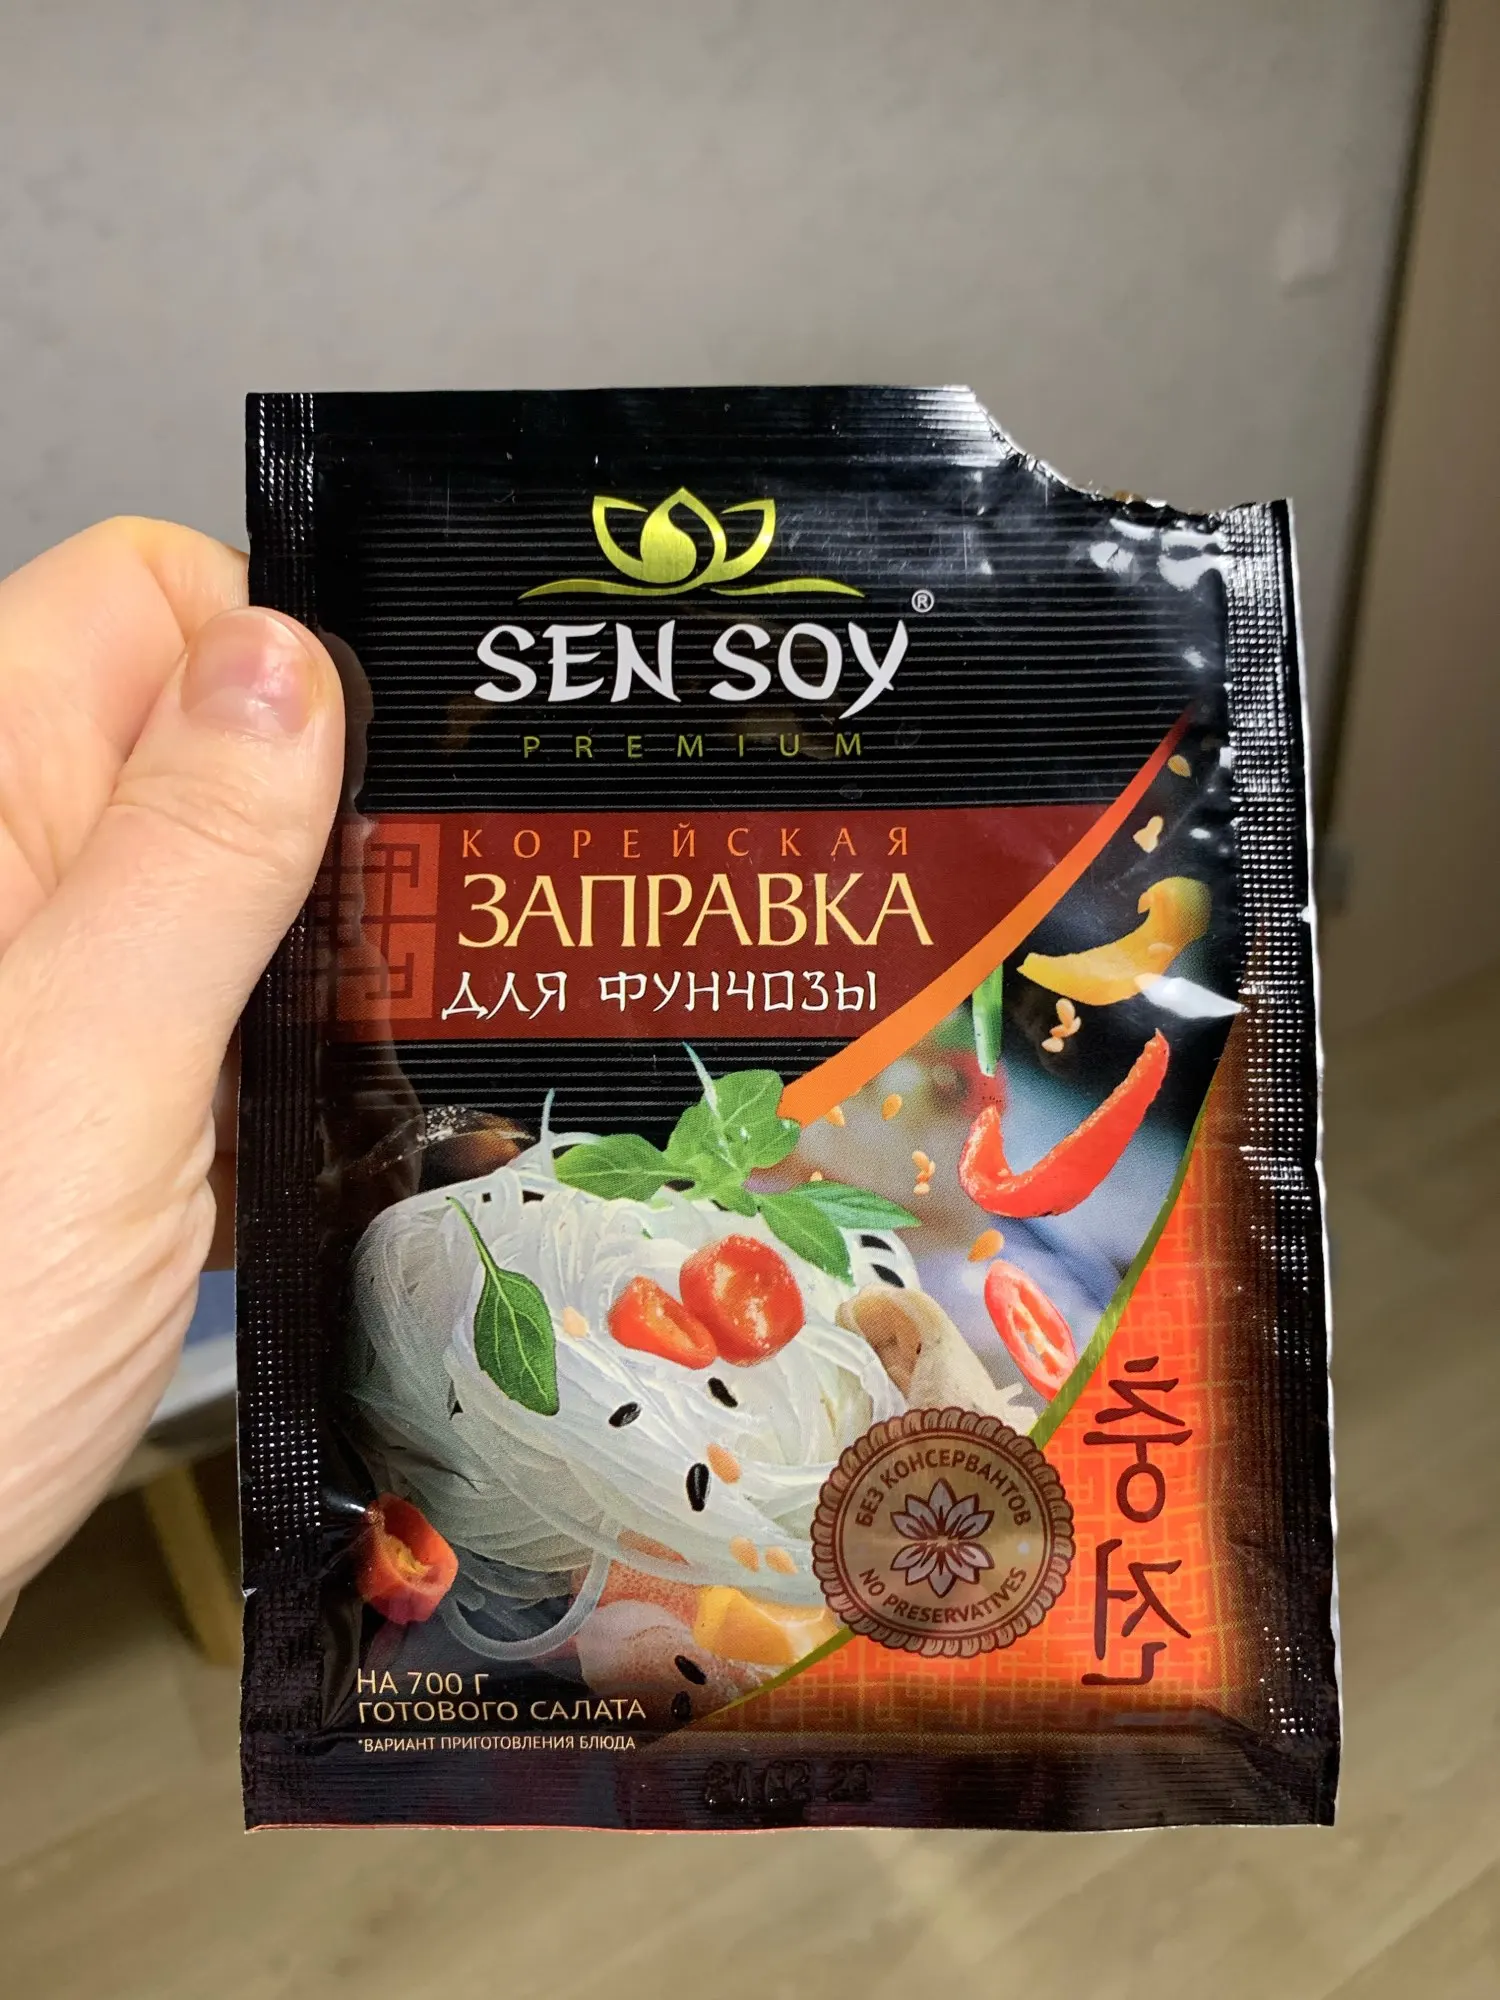 SEN SOY®
PREMIUM
КОРЕЙСКАЯ
ЗАПРАВКА
ДЛЯ ФУНЧОЗЫ
БЕЗ КОНСЕРВАНТОВ
NO PRESERVATIVES
НА 700 Г
ГОТОВОГО САЛАТА
*ВАРИАНТ ПРИГОТОВЛЕНИЯ БЛЮДА